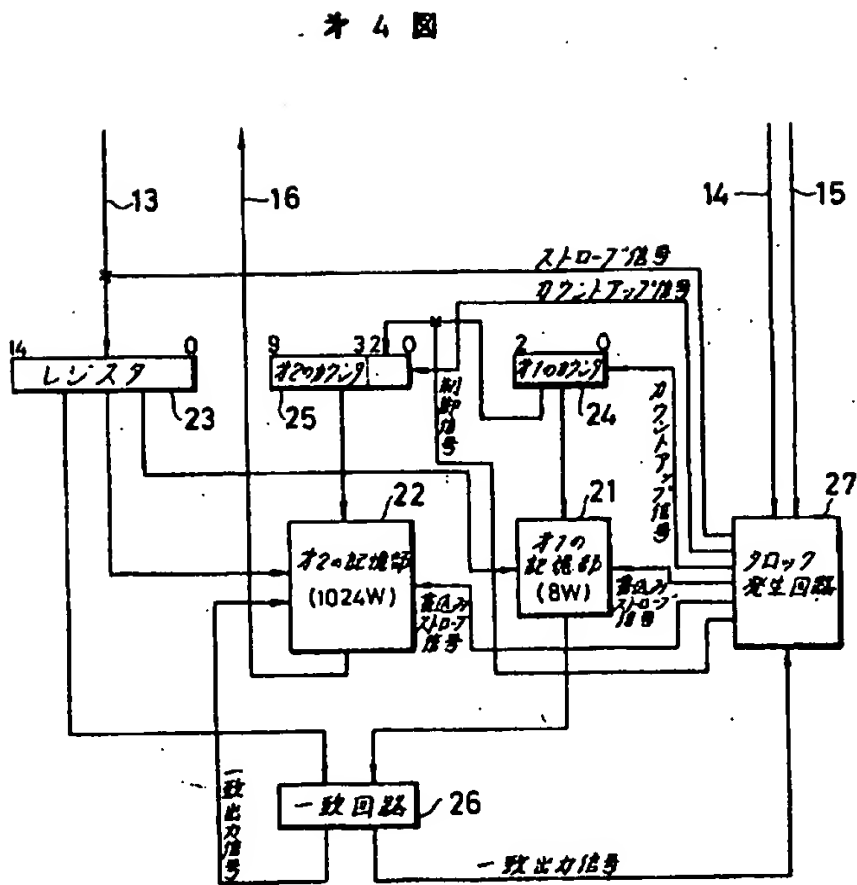 才4図
13
16
14
15
ストローブ信号
カウントアップ信号
14
0
9
3
2
0
2
0
レジスタ
才2のカウンタ
才1のカウンタ
23
25
24
制御信号
カウントアップ信号
22
21
27
才2の記憶部
(1024W)
才1の
記憶部
(8W)
クロック
発生回路
書込み
ストローブ
信号
書込み
ストローブ
信号
一致回路
26
一致出力信号
一致出力信号